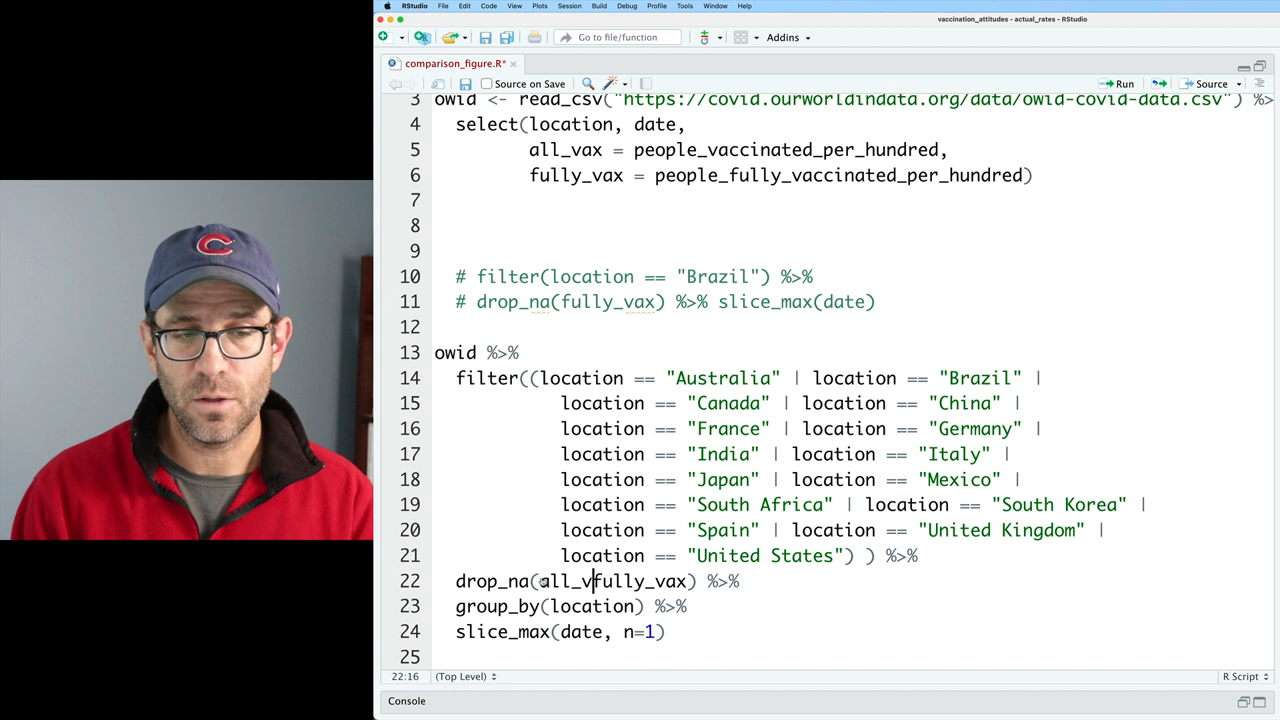 RStudio File Edit Code View Plots Session Build Debug Profile Tools Window Help
vaccination_attitudes - actual_rates - RStudio
Go to file/function Addins
comparison_figure.R*
Source on Save Run Source
3 owid <- read_csv("https://covid.ourworldindata.org/data/owid-covid-data.csv") %>%
4 select(location, date,
5 all_vax = people_vaccinated_per_hundred,
6 fully_vax = people_fully_vaccinated_per_hundred)
7
8
9
10 # filter(location == "Brazil") %>%
11 # drop_na(fully_vax) %>% slice_max(date)
12
13 owid %>%
14 filter((location == "Australia" | location == "Brazil" |
15 location == "Canada" | location == "China" |
16 location == "France" | location == "Germany" |
17 location == "India" | location == "Italy" |
18 location == "Japan" | location == "Mexico" |
19 location == "South Africa" | location == "South Korea" |
20 location == "Spain" | location == "United Kingdom" |
21 location == "United States") ) %>%
22 drop_na(all_vfully_vax) %>%
23 group_by(location) %>%
24 slice_max(date, n=1)
25
22:16 (Top Level) R Script
Console
C